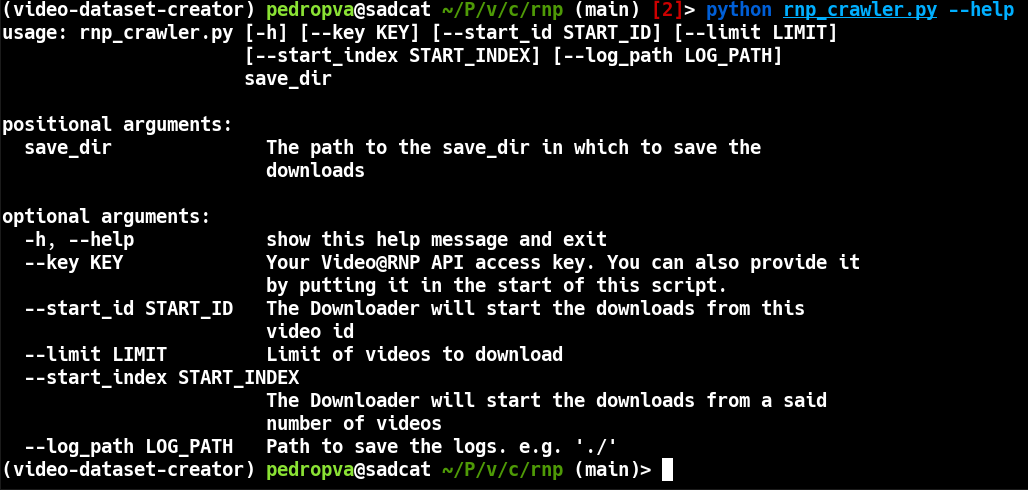 (video-dataset-creator) pedropva@sadcat ~/P/v/c/rnp (main) [2]> python rnp_crawler.py --help
usage: rnp_crawler.py [-h] [--key KEY] [--start_id START_ID] [--limit LIMIT]
                      [--start_index START_INDEX] [--log_path LOG_PATH]
                      save_dir

positional arguments:
  save_dir              The path to the save_dir in which to save the
                        downloads

optional arguments:
  -h, --help            show this help message and exit
  --key KEY             Your Video@RNP API access key. You can also provide it
                        by putting it in the start of this script.
  --start_id START_ID   The Downloader will start the downloads from this
                        video id
  --limit LIMIT         Limit of videos to download
  --start_index START_INDEX
                        The Downloader will start the downloads from a said
                        number of videos
  --log_path LOG_PATH   Path to save the logs. e.g. './'
(video-dataset-creator) pedropva@sadcat ~/P/v/c/rnp (main)>